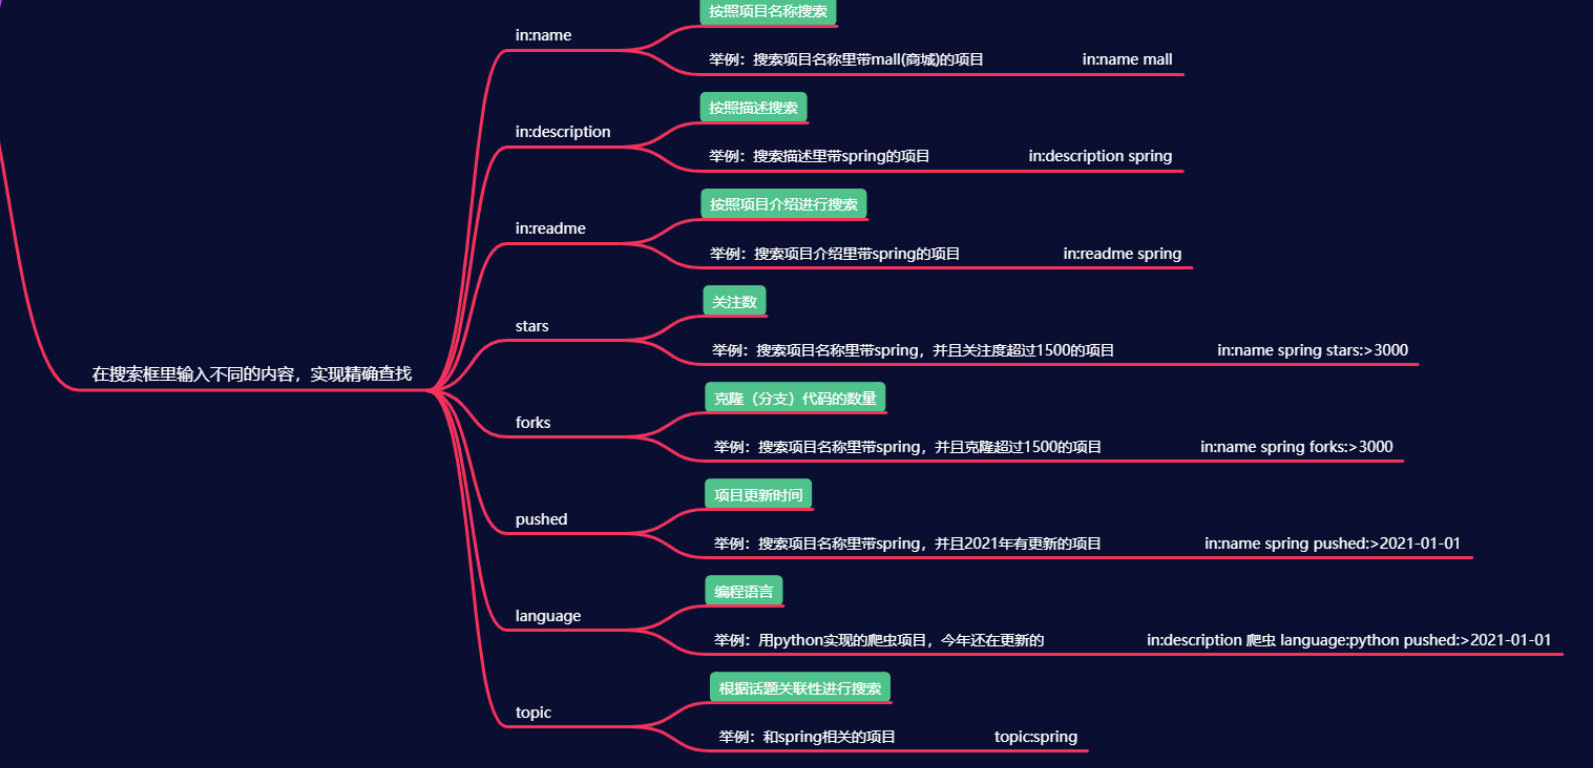 按照项目名称搜索
in:name
举例：搜索项目名称里带mall(商城)的项目 in:name mall
按照描述搜索
in:description
举例：搜索描述里带spring的项目 in:description spring
按照项目介绍进行搜索
in:readme
举例：搜索项目介绍里带spring的项目 in:readme spring
关注数
stars
举例：搜索项目名称里带spring，并且关注度超过1500的项目 in:name spring stars:>3000
在搜索框里输入不同的内容，实现精确查找
克隆（分支）代码的数量
forks
举例：搜索项目名称里带spring，并且克隆超过1500的项目 in:name spring forks:>3000
项目更新时间
pushed
举例：搜索项目名称里带spring，并且2021年有更新的项目 in:name spring pushed:>2021-01-01
编程语言
language
举例：用python实现的爬虫项目，今年还在更新的 in:description 爬虫 language:python pushed:>2021-01-01
根据话题关联性进行搜索
topic
举例：和spring相关的项目 topic:spring